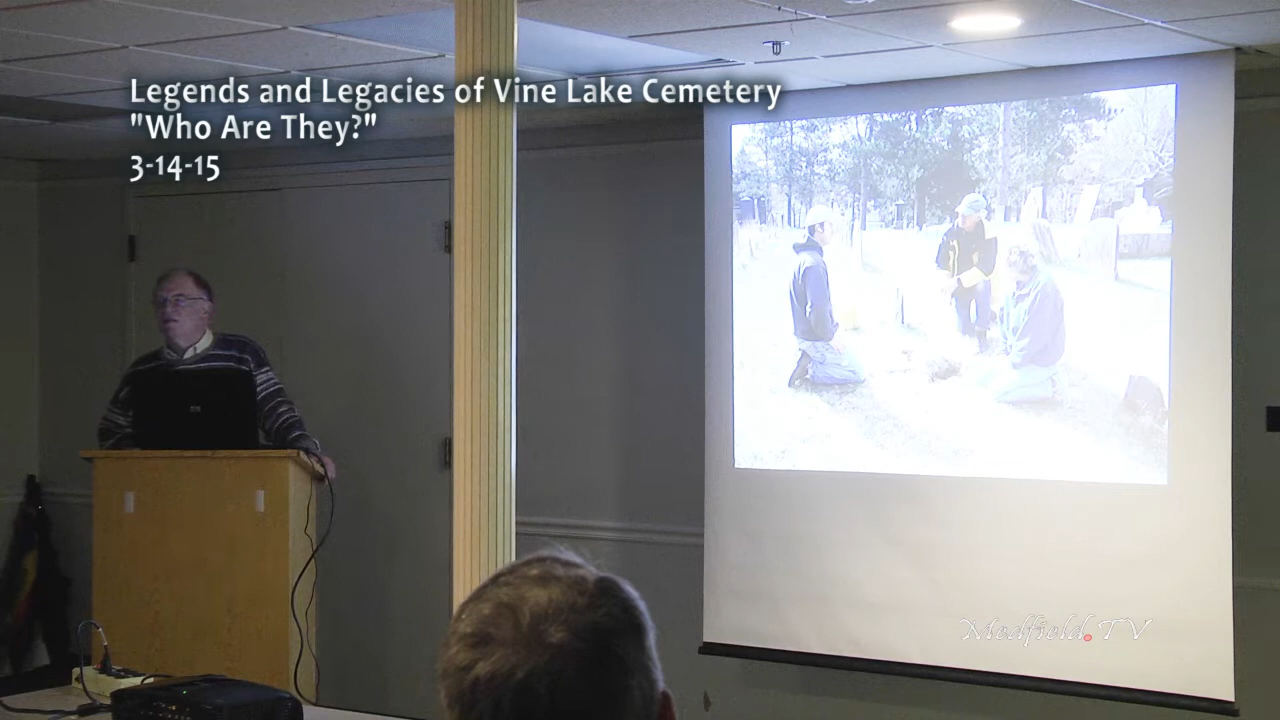 Legends and Legacies of Vine Lake Cemetery
"Who Are They?"
3-14-15
Medfield.TV